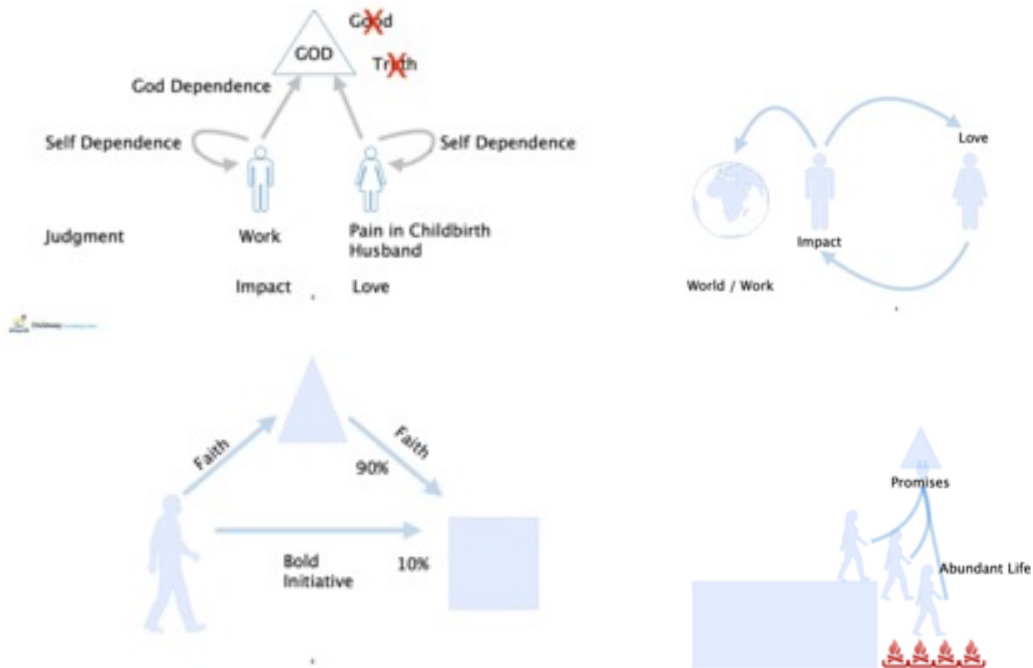 Good
GOD
Truth
God Dependence
Self Dependence
Self Dependence
Judgment
Work
Pain in Childbirth
Husband
Impact
Love
Love
Impact
World / Work
Faith
Faith
90%
Bold
Initiative
10%
Promises
Abundant Life